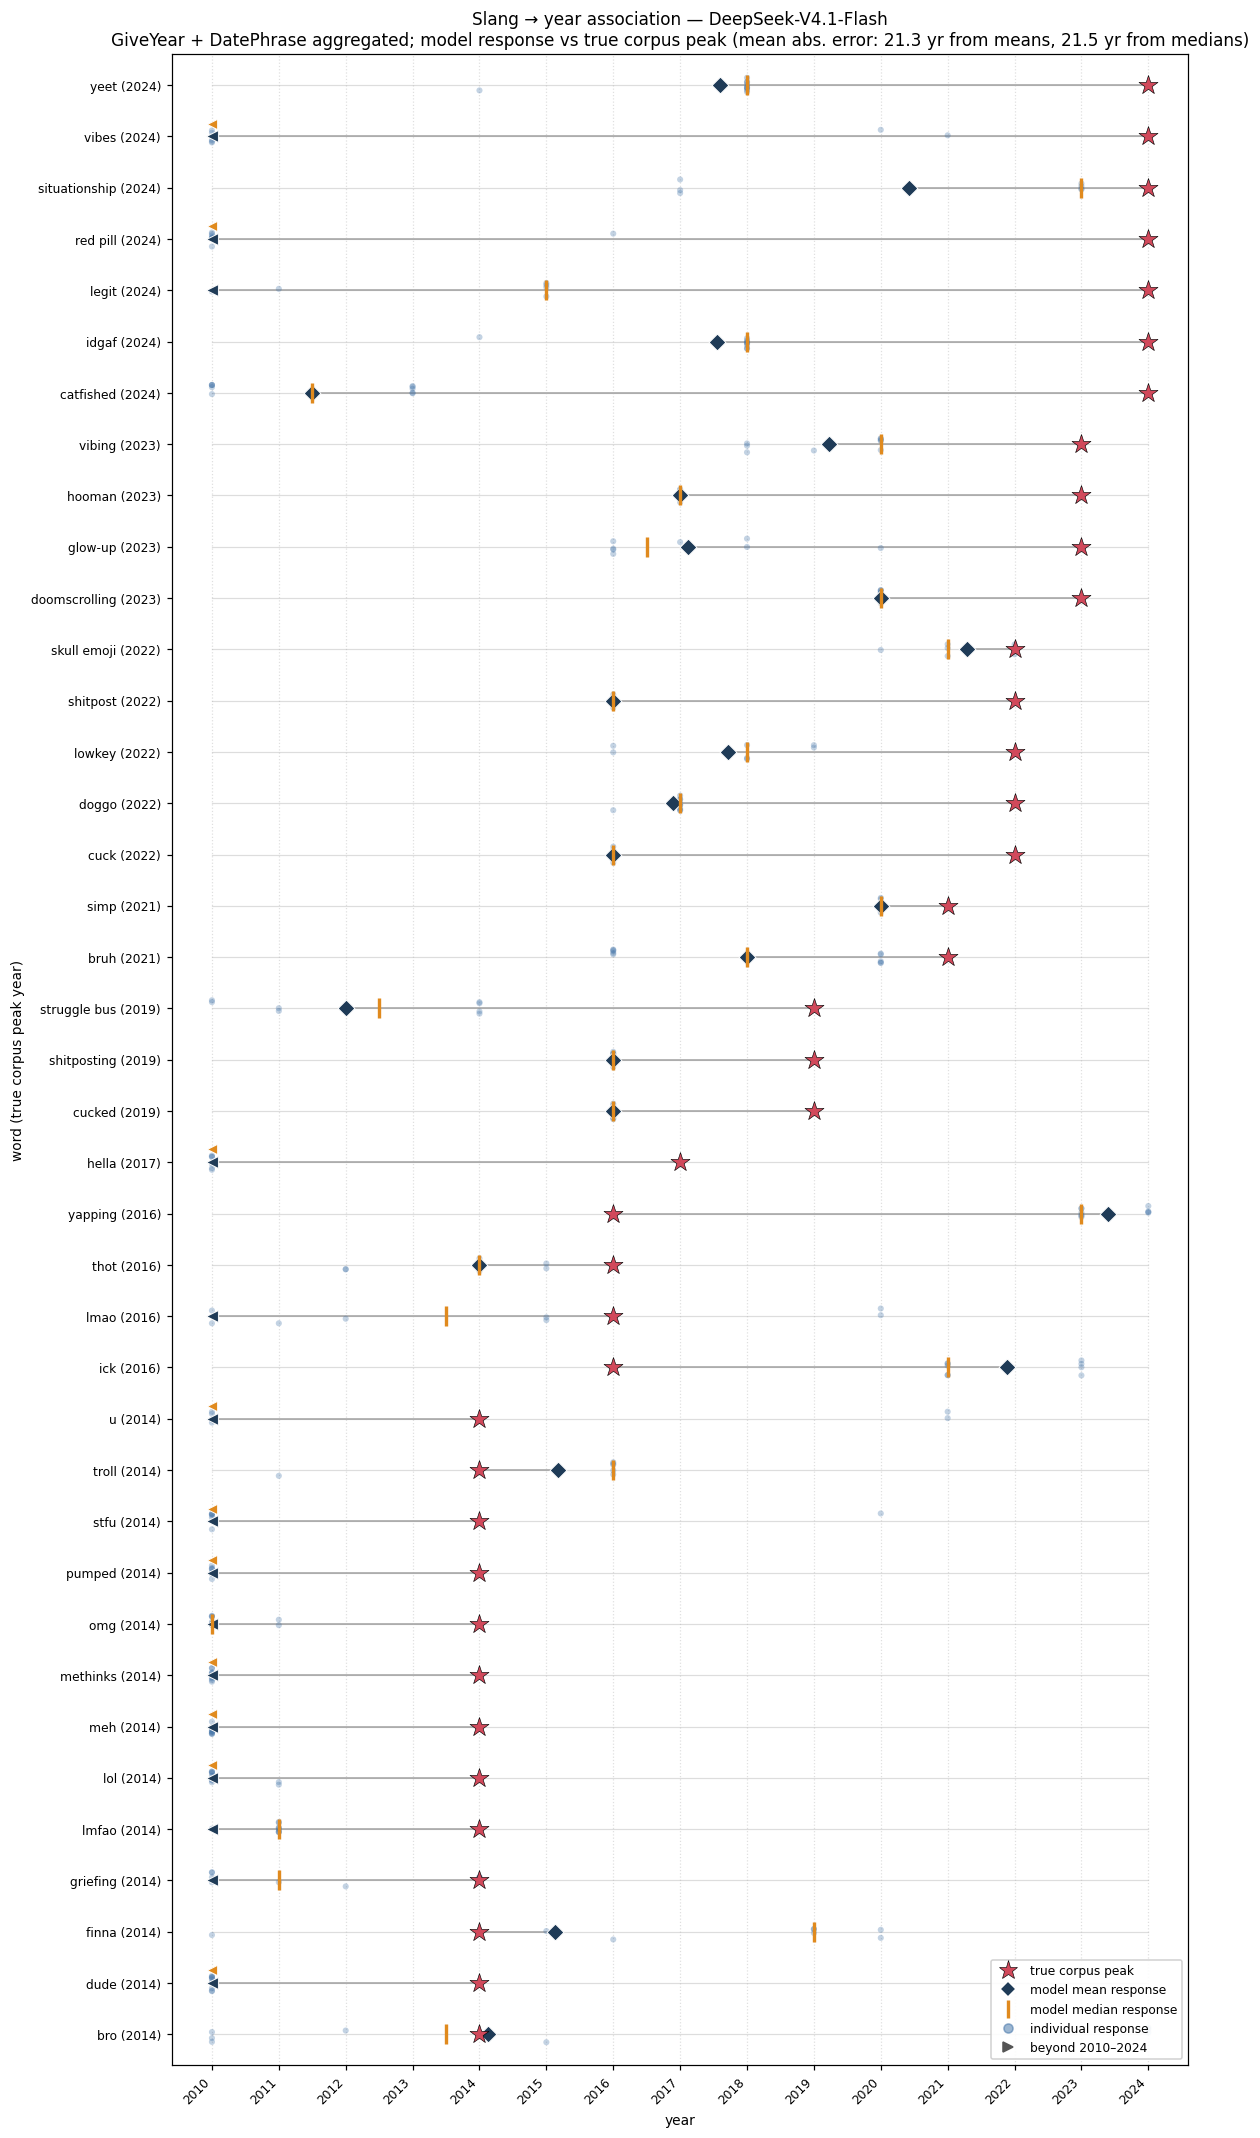 Slang → year association — DeepSeek-V4.1-Flash
GiveYear + DatePhrase aggregated; model response vs true corpus peak (mean abs. error: 21.3 yr from means, 21.5 yr from medians)
word (true corpus peak year)
yeet (2024)
vibes (2024)
situationship (2024)
red pill (2024)
legit (2024)
idgaf (2024)
catfished (2024)
vibing (2023)
hooman (2023)
glow-up (2023)
doomscrolling (2023)
skull emoji (2022)
shitpost (2022)
lowkey (2022)
doggo (2022)
cuck (2022)
simp (2021)
bruh (2021)
struggle bus (2019)
shitposting (2019)
cucked (2019)
hella (2017)
yapping (2016)
thot (2016)
lmao (2016)
ick (2016)
u (2014)
troll (2014)
stfu (2014)
pumped (2014)
omg (2014)
methinks (2014)
meh (2014)
lol (2014)
lmfao (2014)
griefing (2014)
finna (2014)
dude (2014)
bro (2014)
true corpus peak
model mean response
model median response
individual response
beyond 2010–2024
2010 2011 2012 2013 2014 2015 2016 2017 2018 2019 2020 2021 2022 2023 2024
year